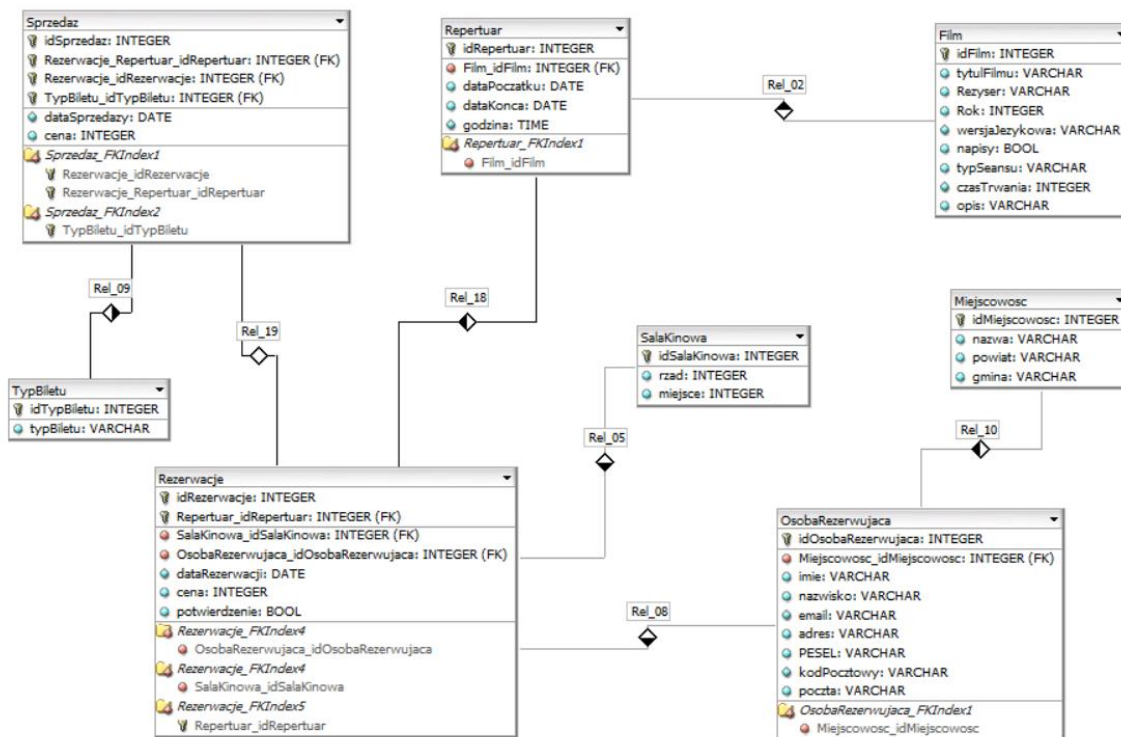 Sprzedaz
idSprzedaz: INTEGER
Rezerwacje_Repertuar_idRepertuar: INTEGER (FK)
Rezerwacje_idRezerwacje: INTEGER (FK)
TypBiletu_idTypBiletu: INTEGER (FK)
dataSprzedazy: DATE
cena: INTEGER
Sprzedaz_FKIndex1
Rezerwacje_idRezerwacje
Rezerwacje_Repertuar_idRepertuar
Sprzedaz_FKIndex2
TypBiletu_idTypBiletu
Repertuar
idRepertuar: INTEGER
Film_idFilm: INTEGER (FK)
dataPoczatku: DATE
dataKonca: DATE
godzina: TIME
Repertuar_FKIndex1
Film_idFilm
Rel_02
Film
idFilm: INTEGER
tytulFilmu: VARCHAR
Rezyser: VARCHAR
Rok: INTEGER
wersjaJezykowa: VARCHAR
napisy: BOOL
typSeansu: VARCHAR
czasTrwania: INTEGER
opis: VARCHAR
Rel_09
Rel_19
Rel_18
TypBiletu
idTypBiletu: INTEGER
typBiletu: VARCHAR
SalaKinowa
idSalaKinowa: INTEGER
rzad: INTEGER
miejsce: INTEGER
Miejscowosc
idMiejscowosc: INTEGER
nazwa: VARCHAR
powiat: VARCHAR
gmina: VARCHAR
Rel_05
Rel_10
Rezerwacje
idRezerwacje: INTEGER
Repertuar_idRepertuar: INTEGER (FK)
SalaKinowa_idSalaKinowa: INTEGER (FK)
OsobaRezerwujaca_idOsobaRezerwujaca: INTEGER (FK)
dataRezerwacji: DATE
cena: INTEGER
potwierdzenie: BOOL
Rezerwacje_FKIndex4
OsobaRezerwujaca_idOsobaRezerwujaca
Rezerwacje_FKIndex4
SalaKinowa_idSalaKinowa
Rezerwacje_FKIndex5
Repertuar_idRepertuar
Rel_08
OsobaRezerwujaca
idOsobaRezerwujaca: INTEGER
Miejscowosc_idMiejscowosc: INTEGER (FK)
imie: VARCHAR
nazwisko: VARCHAR
email: VARCHAR
adres: VARCHAR
PESEL: VARCHAR
kodPocztowy: VARCHAR
poczta: VARCHAR
OsobaRezerwujaca_FKIndex1
Miejscowosc_idMiejscowosc